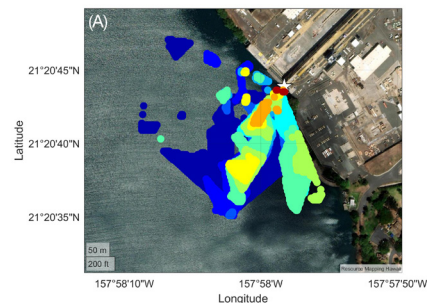 (A)
21°20'45"N
21°20'40"N
21°20'35"N
Latitude
50 m
200 ft
Resource Mapping Hawaii
157°58'10"W
157°58'W
157°57'50"W
Longitude